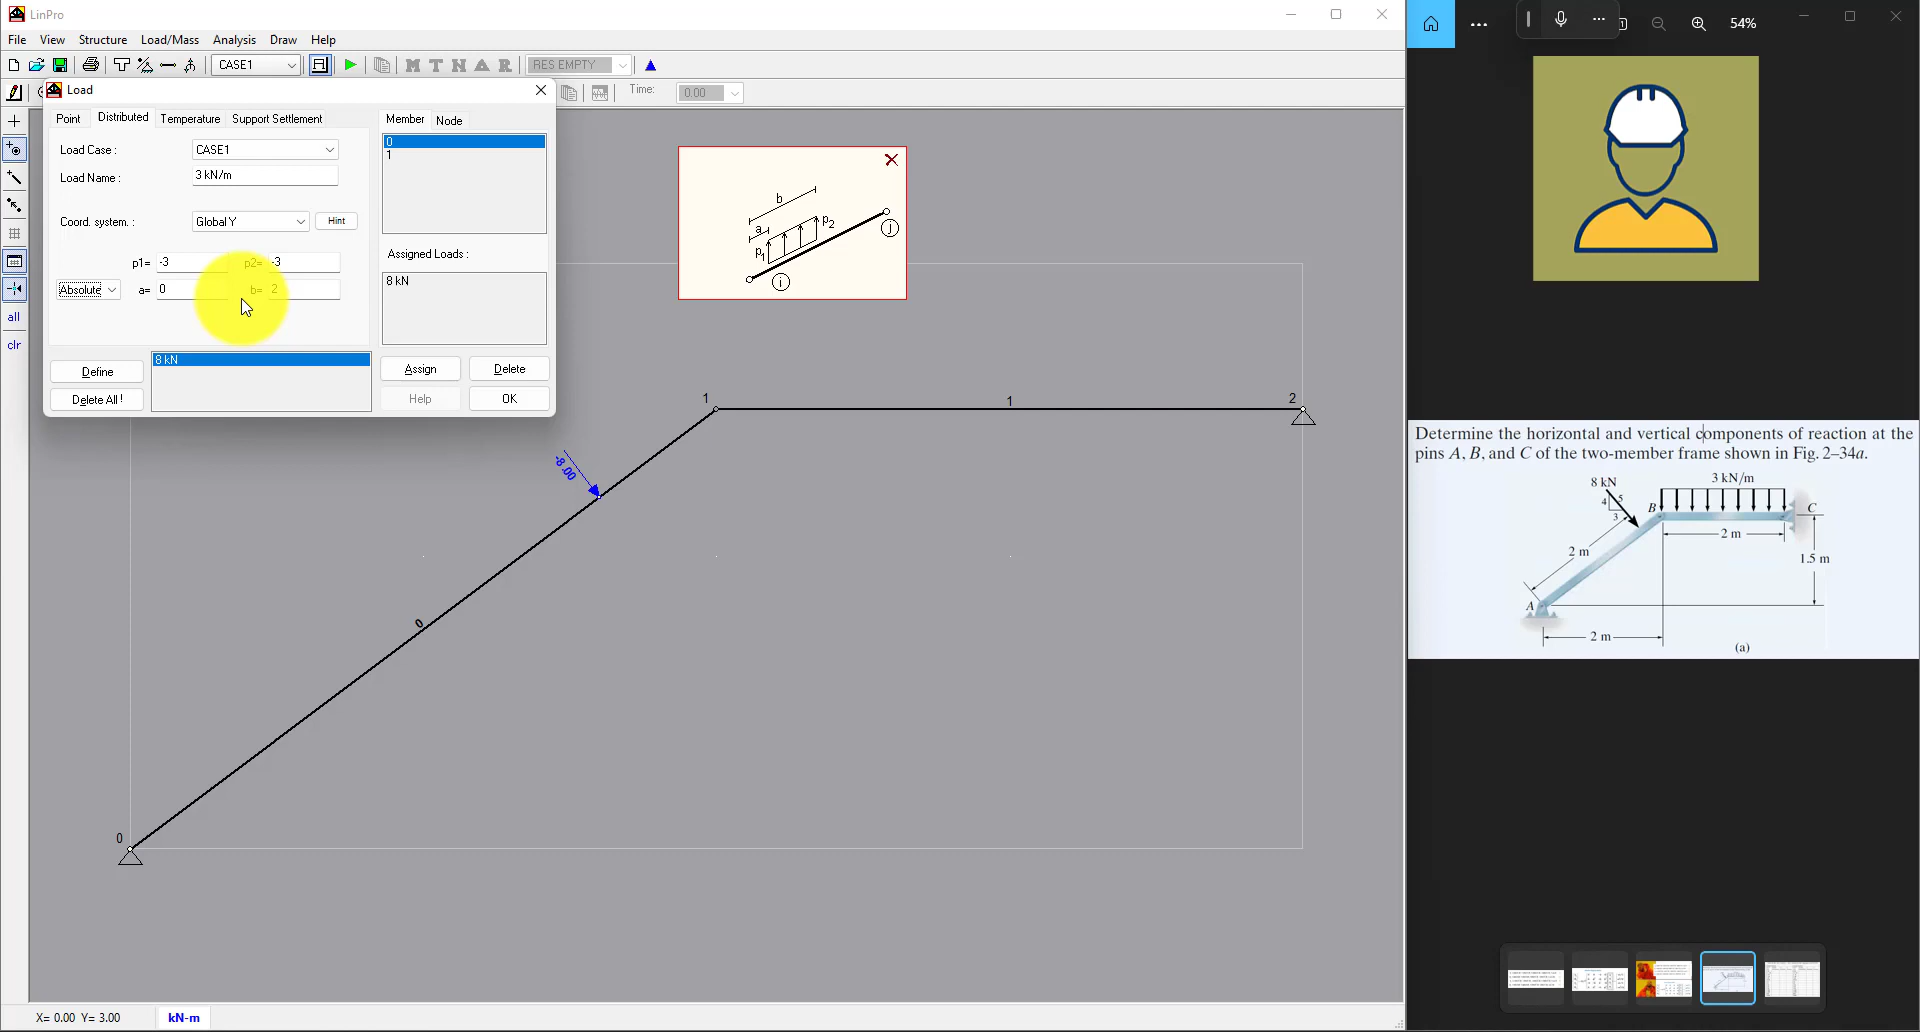 LinPro
File View Structure Load/Mass Analysis Draw Help
CASE1
M T N R
RES EMPTY
Time:
0.00
Load
Point Distributed Temperature Support Settlement
Load Case :
CASE1
Load Name :
3 kN/m
Coord. system. :
Global Y
Hint
p1= -3 p2= -3
Absolute a= 0 b= 2
Define
Delete All !
8 kN
Member Node
0
1
Assigned Loads :
8 kN
Assign Delete
Help OK
all
clr
b
a
p1
p2
i
j
-8.00
0
0
1
1
2
X= 0.00 Y= 3.00
kN-m
54%
Determine the horizontal and vertical components of reaction at the
pins A, B, and C of the two-member frame shown in Fig. 2–34a.
8 kN
3 kN/m
4 5
3
B
C
2 m
2 m
1.5 m
A
2 m
(a)